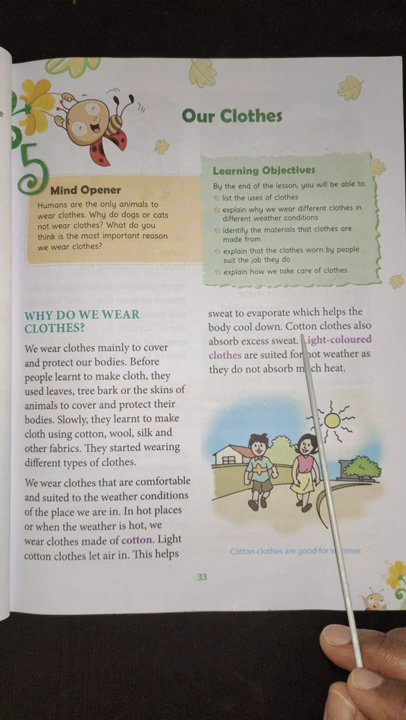 Our Clothes
5
Mind Opener
Humans are the only animals to
wear clothes. Why do dogs or cats
not wear clothes? What do you
think is the most important reason
we wear clothes?
Learning Objectives
By the end of the lesson, you will be able to:
list the uses of clothes
explain why we wear different clothes in
different weather conditions
identify the materials that clothes are
made from
explain that the clothes worn by people
suit the job they do
explain how we take care of clothes
WHY DO WE WEAR
CLOTHES?
We wear clothes mainly to cover
and protect our bodies. Before
people learnt to make cloth, they
used leaves, tree bark or the skins of
animals to cover and protect their
bodies. Slowly, they learnt to make
cloth using cotton, wool, silk and
other fabrics. They started wearing
different types of clothes.
We wear clothes that are comfortable
and suited to the weather conditions
of the place we are in. In hot places
or when the weather is hot, we
wear clothes made of cotton. Light
cotton clothes let air in. This helps
sweat to evaporate which helps the
body cool down. Cotton clothes also
absorb excess sweat. Light-coloured
clothes are suited for hot weather as
they do not absorb much heat.
Cotton clothes are good for summer.
33